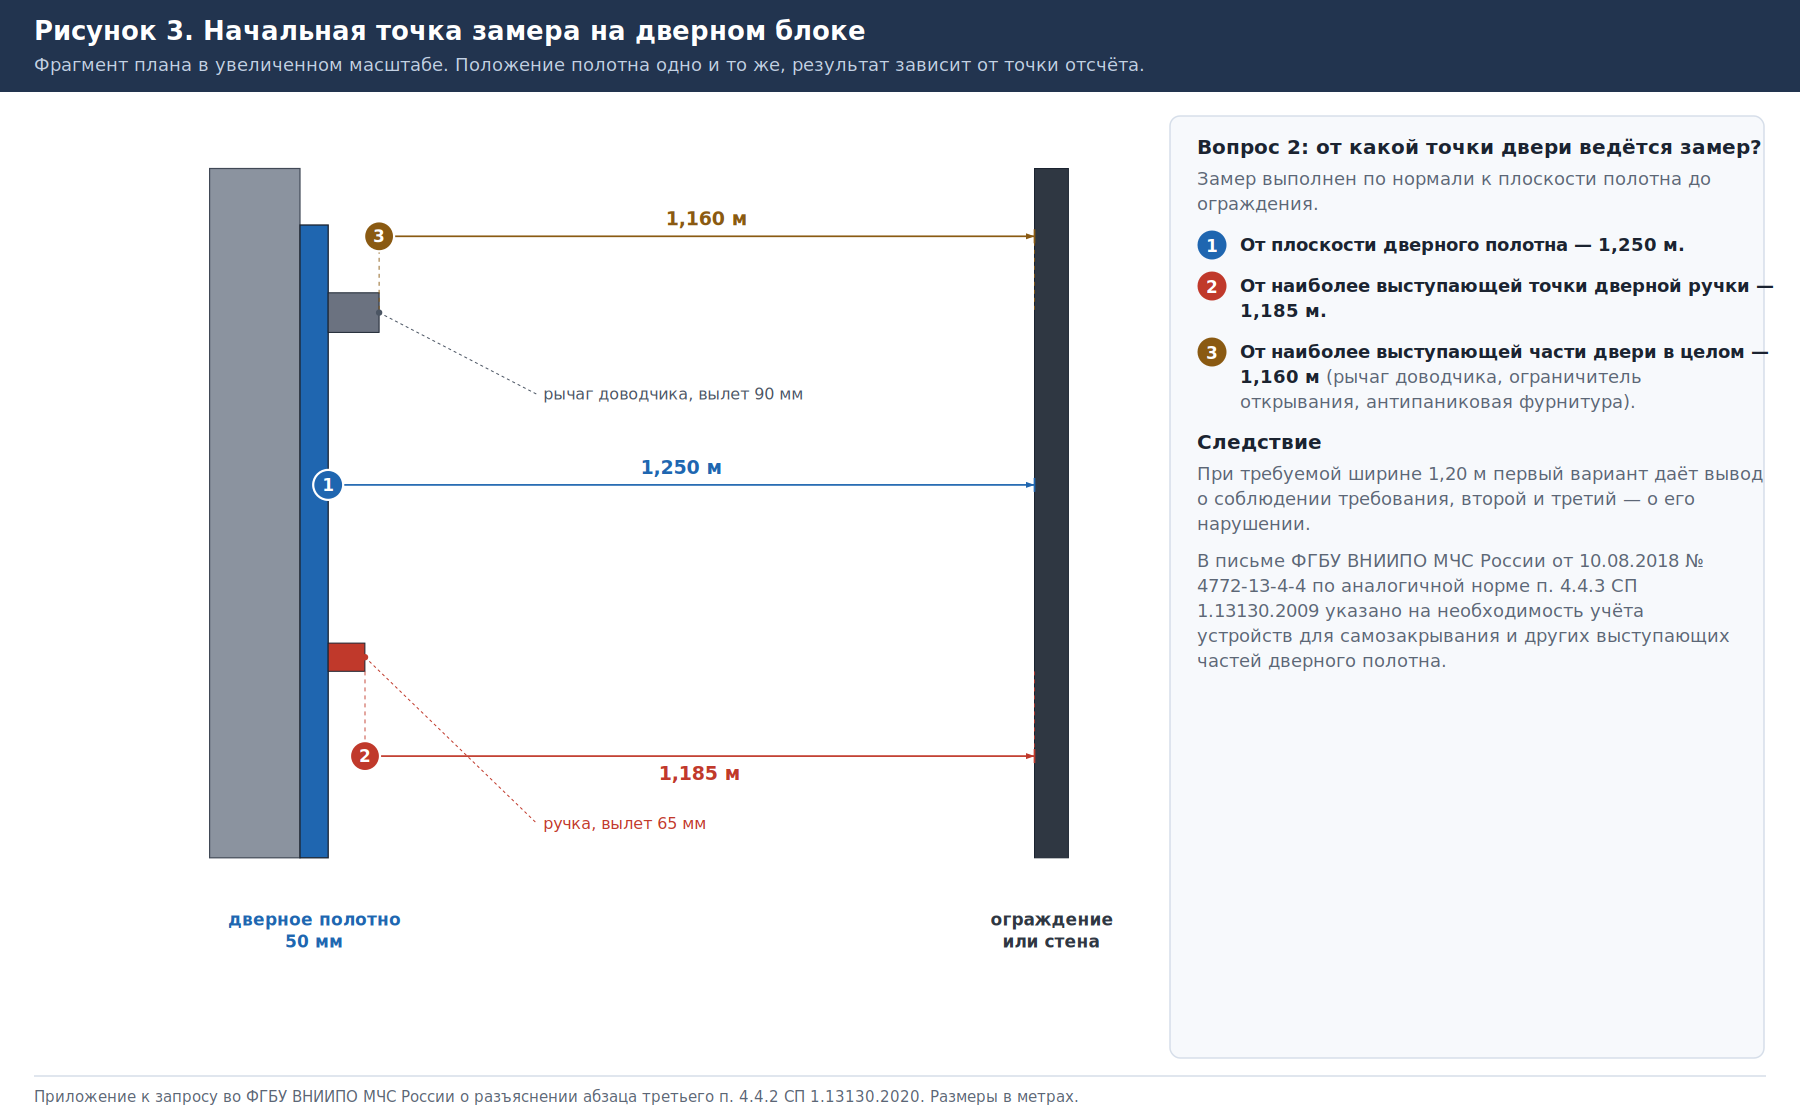 Рисунок 3. Начальная точка замера на дверном блоке
Фрагмент плана в увеличенном масштабе. Положение полотна одно и то же, результат зависит от точки отсчёта.
3
1,160 м
рычаг доводчика, вылет 90 мм
1
1,250 м
2
1,185 м
ручка, вылет 65 мм
дверное полотно
50 мм
ограждение
или стена
Вопрос 2: от какой точки двери ведётся замер?
Замер выполнен по нормали к плоскости полотна до
ограждения.
1 От плоскости дверного полотна — 1,250 м.
2 От наиболее выступающей точки дверной ручки —
1,185 м.
3 От наиболее выступающей части двери в целом —
1,160 м (рычаг доводчика, ограничитель
открывания, антипаниковая фурнитура).
Следствие
При требуемой ширине 1,20 м первый вариант даёт вывод
о соблюдении требования, второй и третий — о его
нарушении.
В письме ФГБУ ВНИИПО МЧС России от 10.08.2018 №
4772-13-4-4 по аналогичной норме п. 4.4.3 СП
1.13130.2009 указано на необходимость учёта
устройств для самозакрывания и других выступающих
частей дверного полотна.
Приложение к запросу во ФГБУ ВНИИПО МЧС России о разъяснении абзаца третьего п. 4.4.2 СП 1.13130.2020. Размеры в метрах.